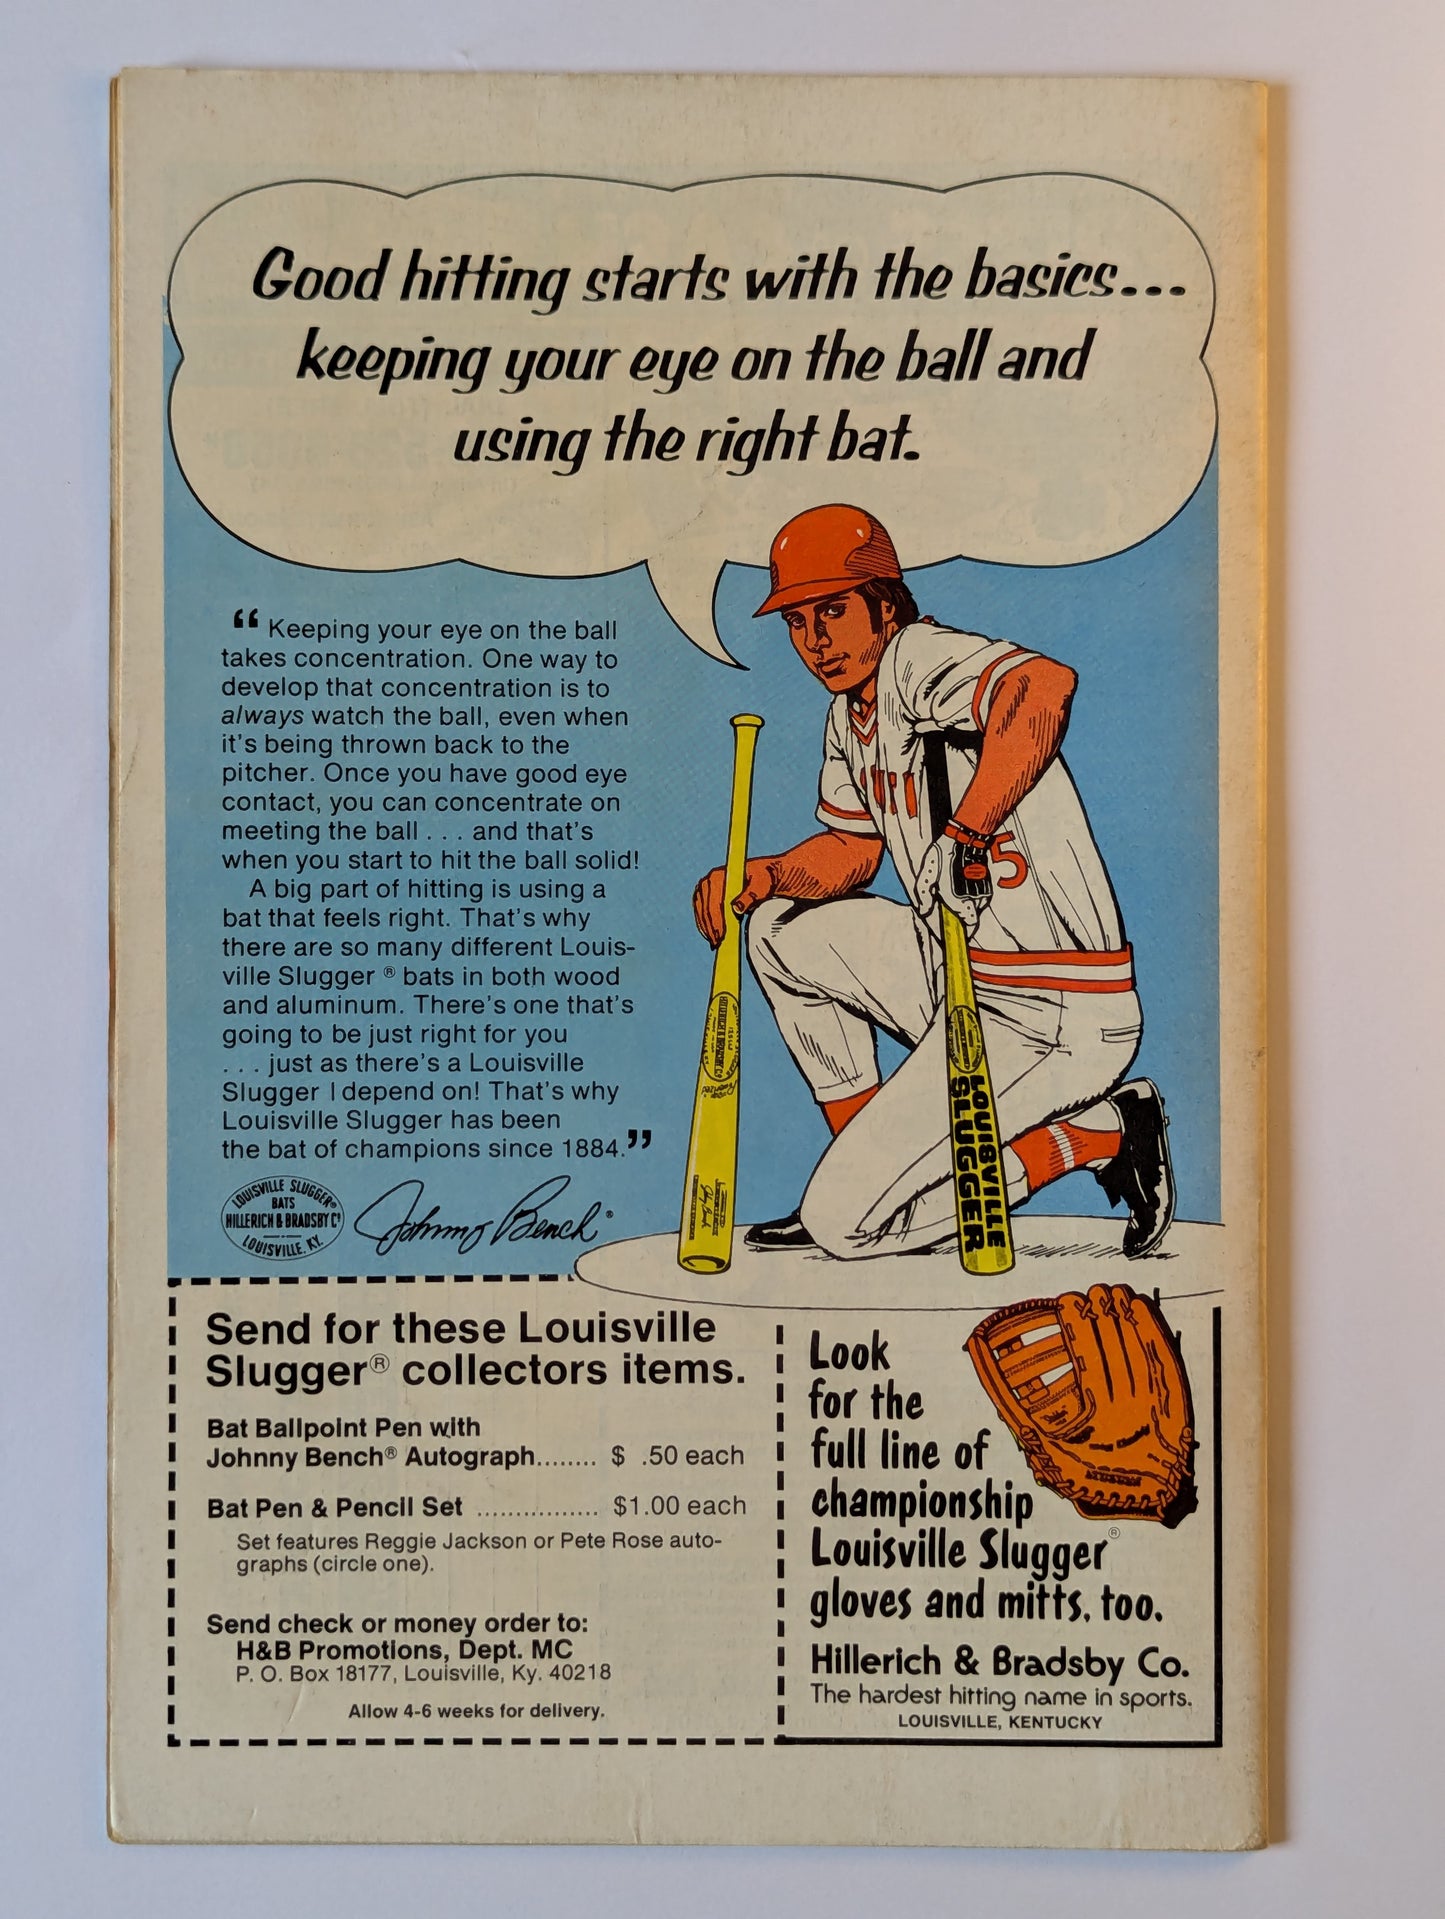 Good hitting starts with the basics...
keeping your eye on the ball and
using the right bat.
“ Keeping your eye on the ball
takes concentration. One way to
develop that concentration is to
always watch the ball, even when
it's being thrown back to the
pitcher. Once you have good eye
contact, you can concentrate on
meeting the ball . . . and that's
when you start to hit the ball solid!
A big part of hitting is using a
bat that feels right. That's why
there are so many different Louis-
ville Slugger ® bats in both wood
and aluminum. There's one that's
going to be just right for you
. . . just as there's a Louisville
Slugger I depend on! That's why
Louisville Slugger has been
the bat of champions since 1884.”
LOUISVILLE SLUGGER®
BATS
HILLERICH & BRADSBY Co
LOUISVILLE. KY.
Johnny Bench®
5
LOUISVILLE
SLUGGER
Send for these Louisville
Slugger® collectors items.
Bat Ballpoint Pen with
Johnny Bench® Autograph........ $ .50 each
Bat Pen & Pencil Set ................ $1.00 each
Set features Reggie Jackson or Pete Rose auto-
graphs (circle one).
Send check or money order to:
H&B Promotions, Dept. MC
P. O. Box 18177, Louisville, Ky. 40218
Allow 4-6 weeks for delivery.
Look
for the
full line of
championship
Louisville Slugger®
gloves and mitts, too.
Hillerich & Bradsby Co.
The hardest hitting name in sports.
LOUISVILLE, KENTUCKY